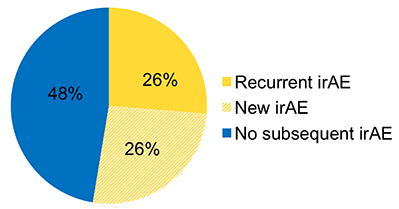 48%
26%
26%
Recurrent irAE
New irAE
No subsequent irAE